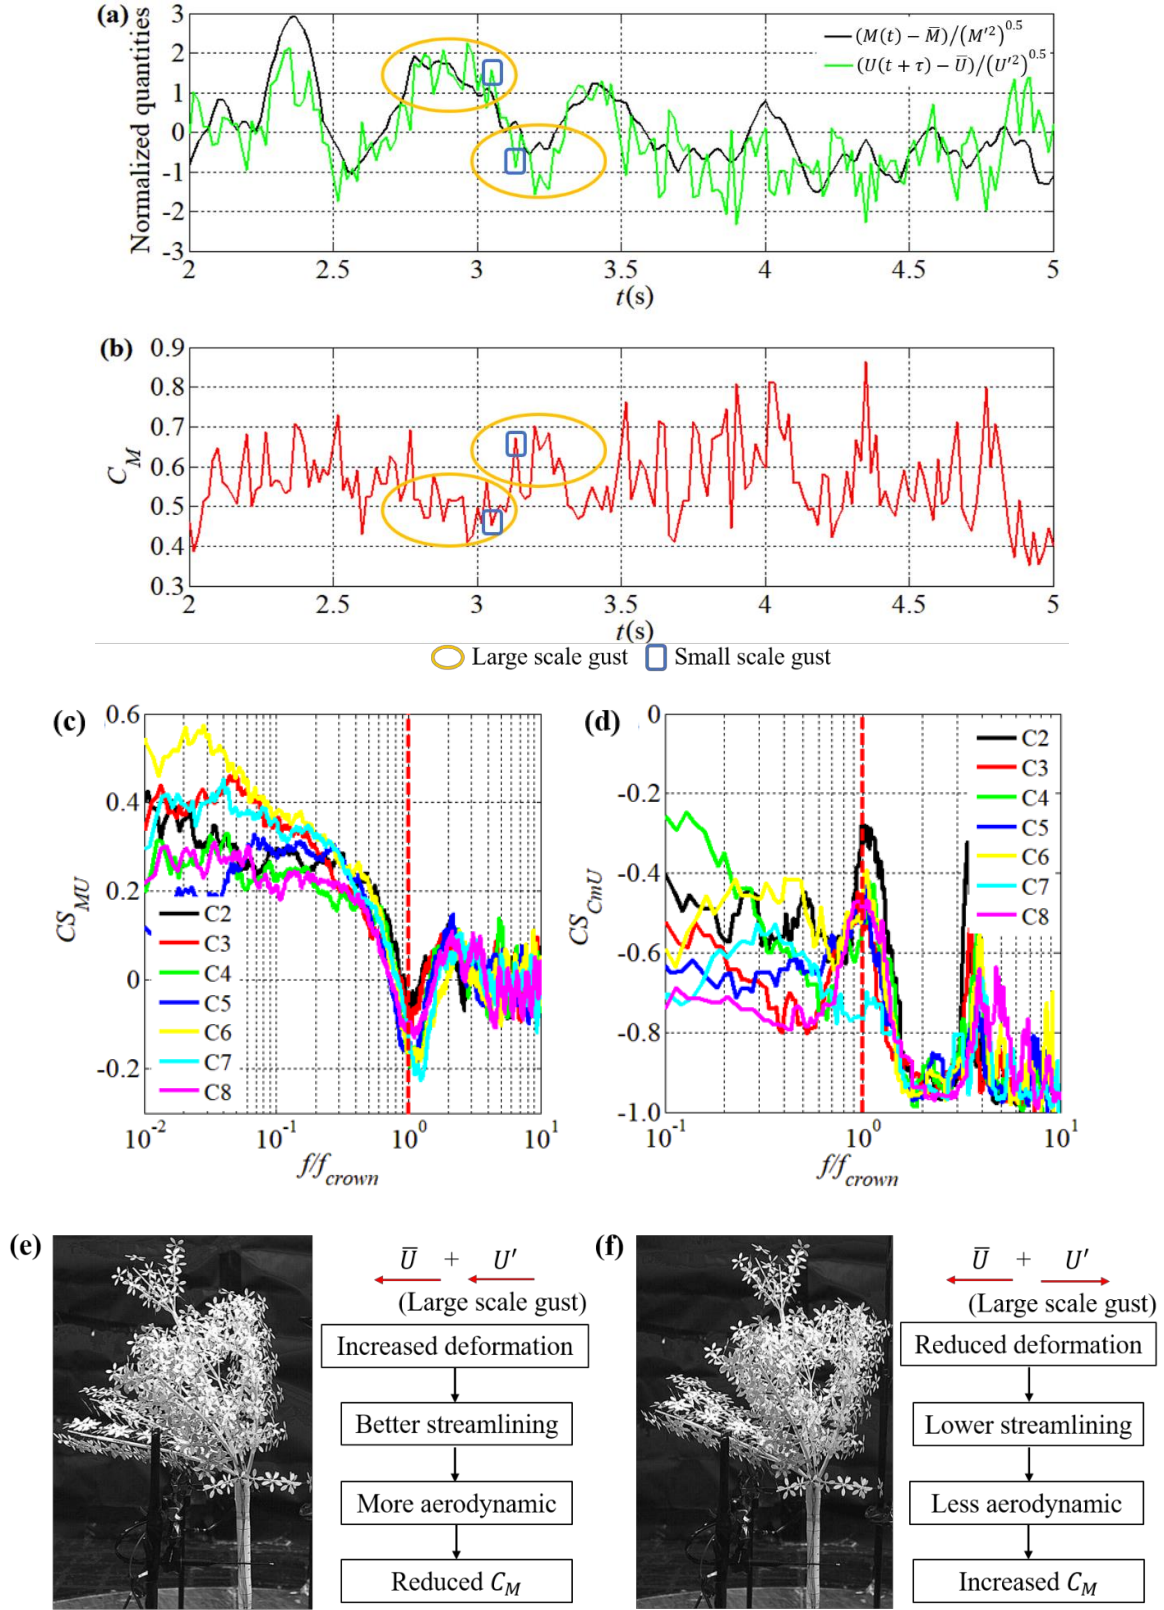 (a)
Normalized quantities
3
2
1
0
-1
-2
-3
(M(t) − M̅)/(M′²)^0.5
(U(t + τ) − U̅)/(U′²)^0.5
2 2.5 3 3.5 4 4.5 5
t(s)
(b)
C_M
0.9
0.8
0.7
0.6
0.5
0.4
0.3
2 2.5 3 3.5 4 4.5 5
t(s)
Large scale gust Small scale gust
(c)
CS_MU
0.6
0.4
0.2
0
-0.2
C2
C3
C4
C5
C6
C7
C8
10^-2 10^-1 10^0 10^1
f/f_crown
(d)
CS_CmU
0
-0.2
-0.4
-0.6
-0.8
-1.0
C2
C3
C4
C5
C6
C7
C8
10^-1 10^0 10^1
f/f_crown
(e)
U̅ + U′
(Large scale gust)
Increased deformation
Better streamlining
More aerodynamic
Reduced C_M
(f)
U̅ + U′
(Large scale gust)
Reduced deformation
Lower streamlining
Less aerodynamic
Increased C_M